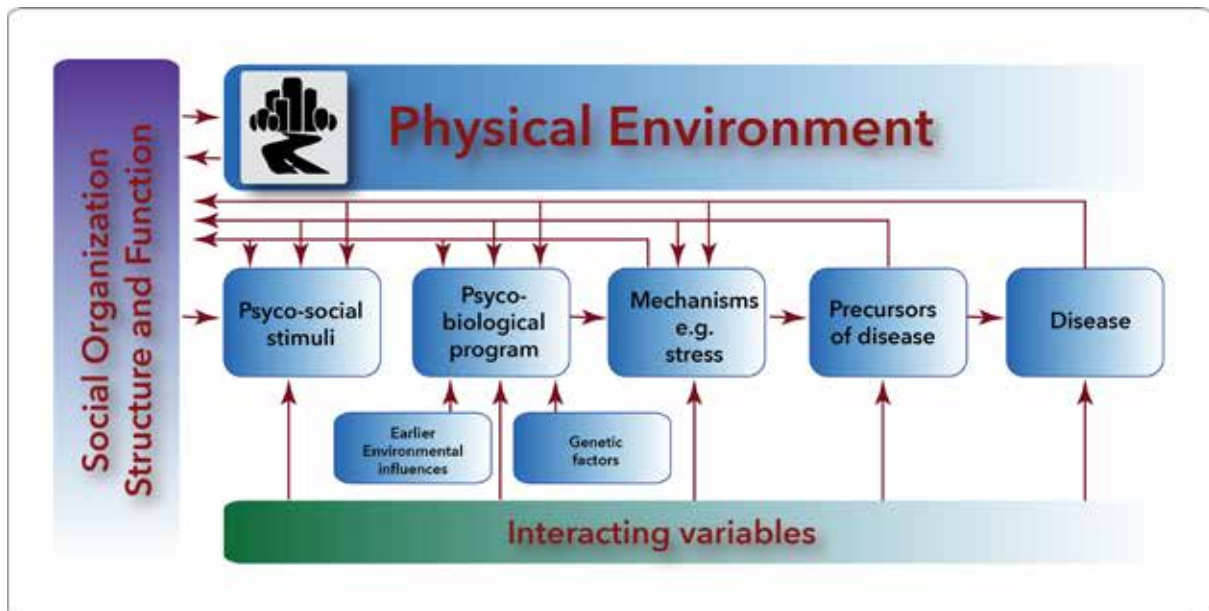 Physical Environment
Social Organization
Structure and Function
Psyco-social
stimuli
Psyco-
biological
program
Mechanisms
e.g.
stress
Precursors
of disease
Disease
Earlier
Environmental
influences
Genetic
factors
Interacting variables